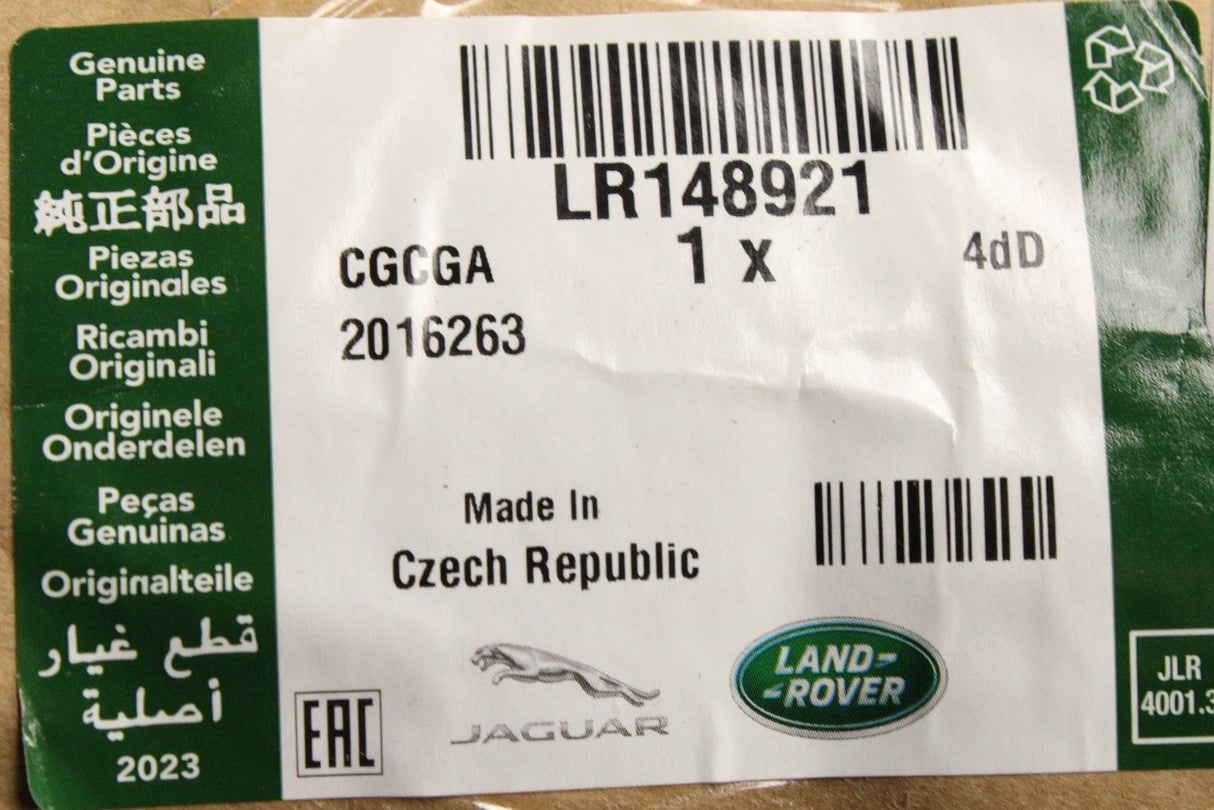 Genuine
Parts
Pièces
d'Origine
純正部品
Piezas
Originales
Ricambi
Originali
Originele
Onderdelen
Peças
Genuinas
Originalteile
قطع غيار
أصلية
2023
LR148921
CGCGA
1 x
4dD
2016263
Made In
Czech Republic
EAC
JAGUAR
LAND-
-ROVER
JLR
4001.3